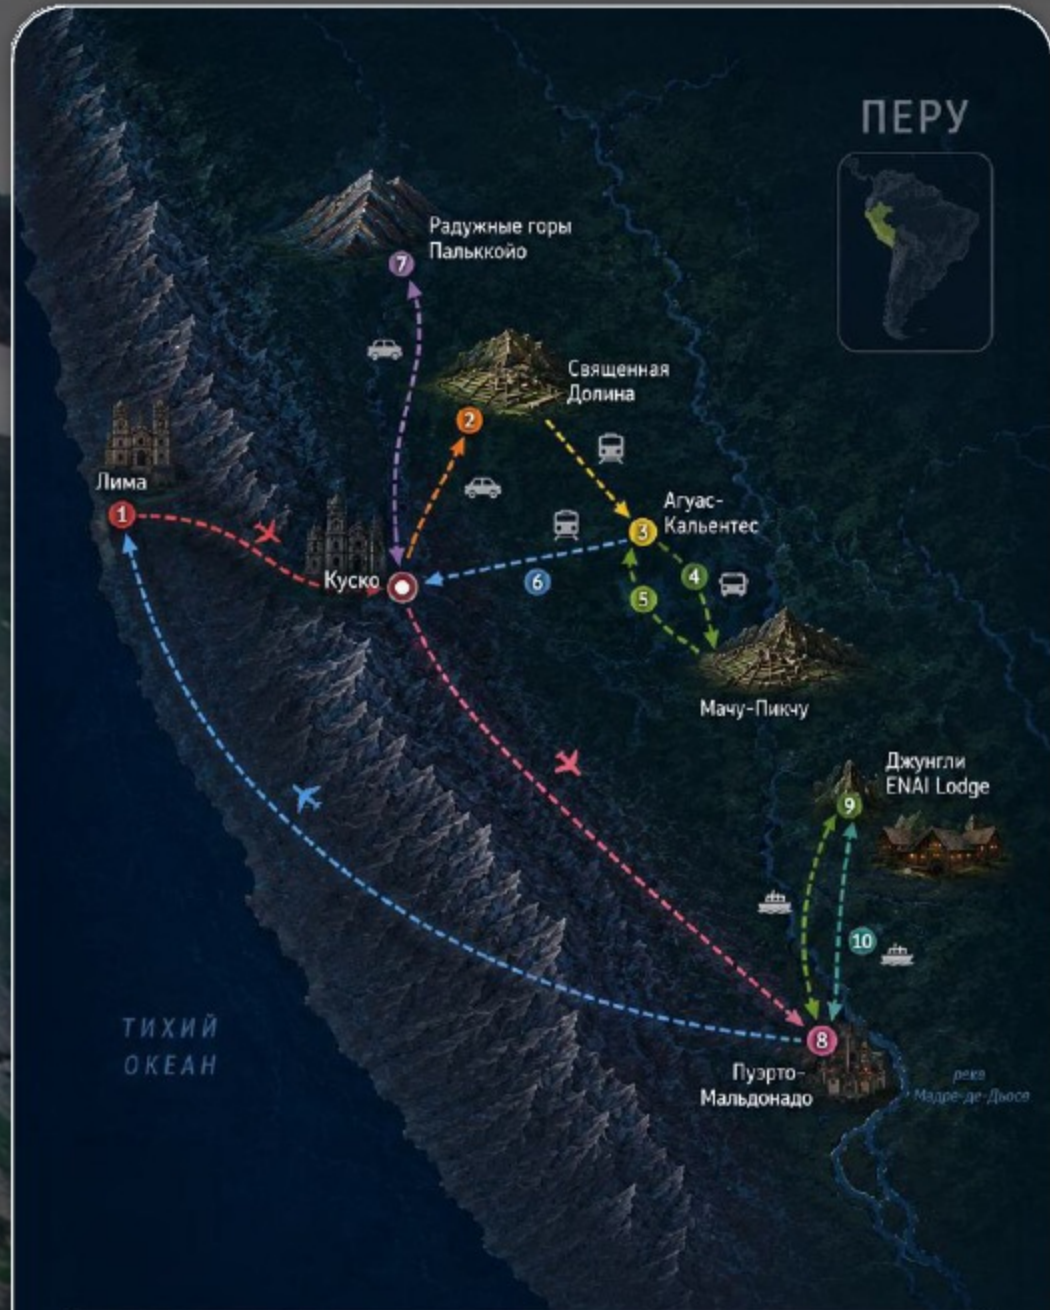 ПЕРУ
Радужные горы
Пальккойо
7
Священная
Долина
2
Лима
1
Агуас-
Кальентес
3
Куско
6
4
5
Мачу-Пикчу
Джунгли
ENAI Lodge
9
10
ТИХИЙ
ОКЕАН
8
Пуэрто-
Мальдонадо
река
Мадре-де-Дьосв